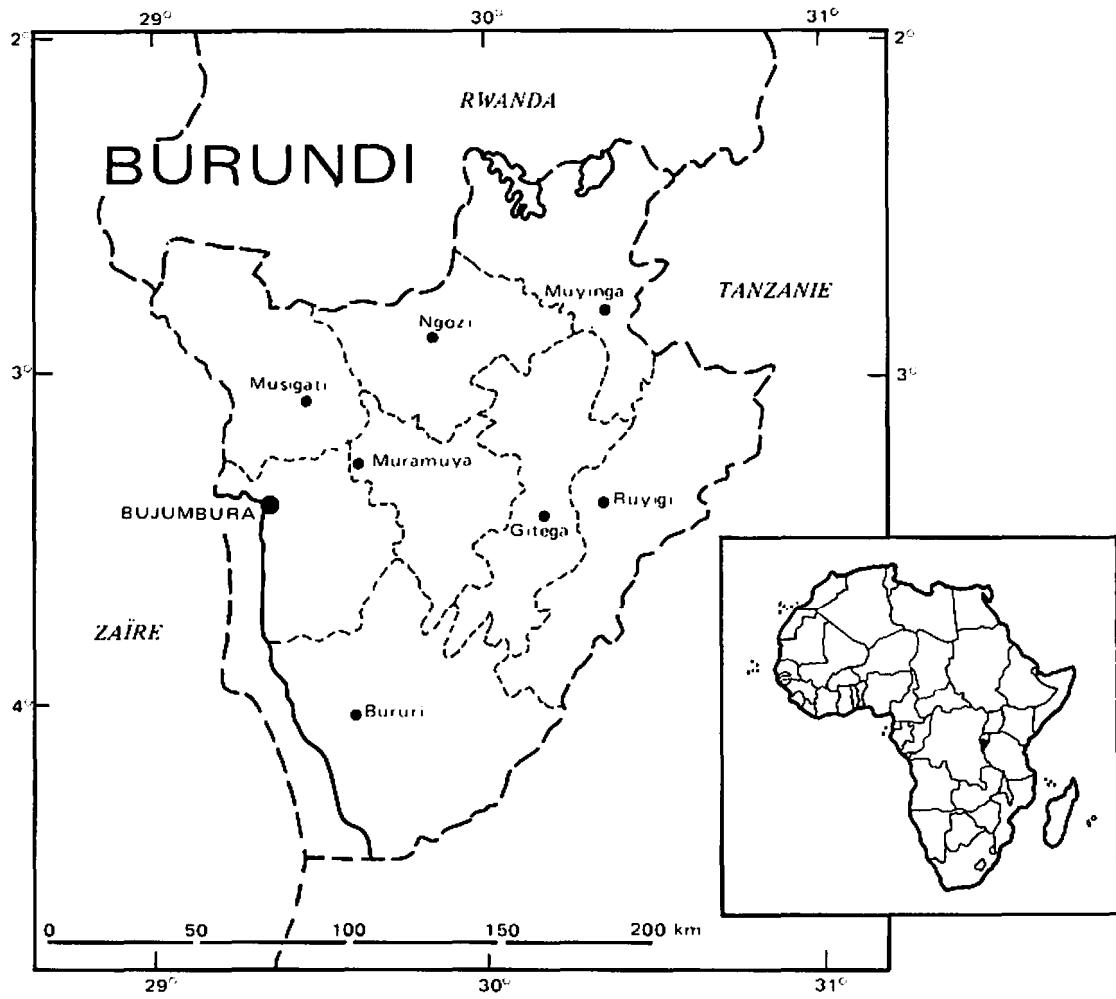 29° 30° 31°
2° 2°
RWANDA
BURUNDI
TANZANIE
Muyinga
Ngozi
3° 3°
Musigati
Muramuya
Ruyigi
BUJUMBURA
Gitega
ZAÏRE
4°
Bururi
0 50 100 150 200 km
29° 30° 31°